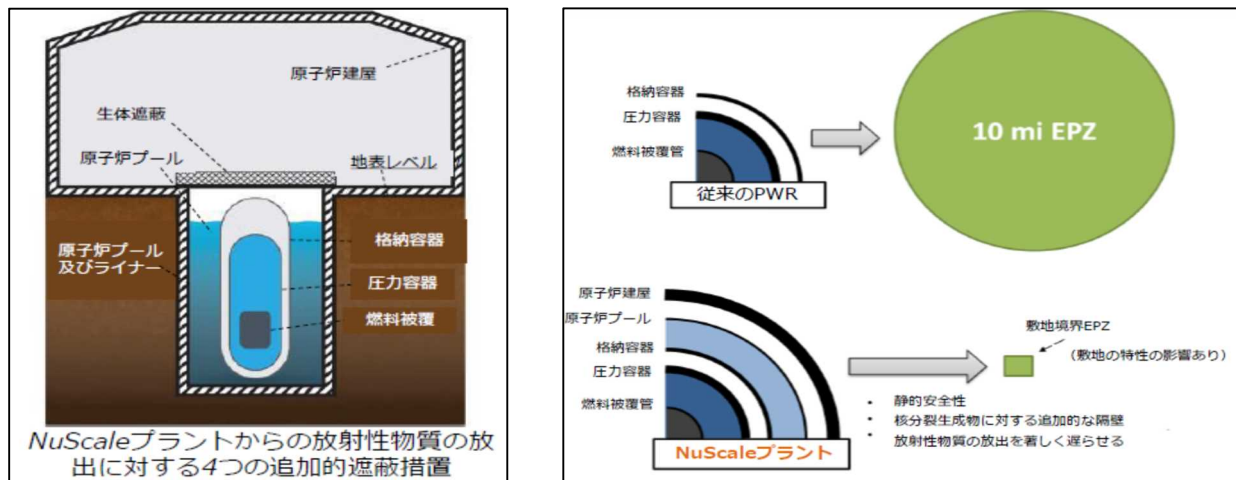 原子炉建屋
生体遮蔽
原子炉プール
地表レベル
原子炉プール
及びライナー
格納容器
圧力容器
燃料被覆
NuScaleプラントからの放射性物質の放
出に対する4つの追加的遮蔽措置
格納容器
圧力容器
燃料被覆管
従来のPWR
10 mi EPZ
原子炉建屋
原子炉プール
格納容器
圧力容器
燃料被覆管
NuScaleプラント
敷地境界EPZ
（敷地の特性の影響あり）
• 静的安全性
• 核分裂生成物に対する追加的な隔壁
• 放射性物質の放出を著しく遅らせる